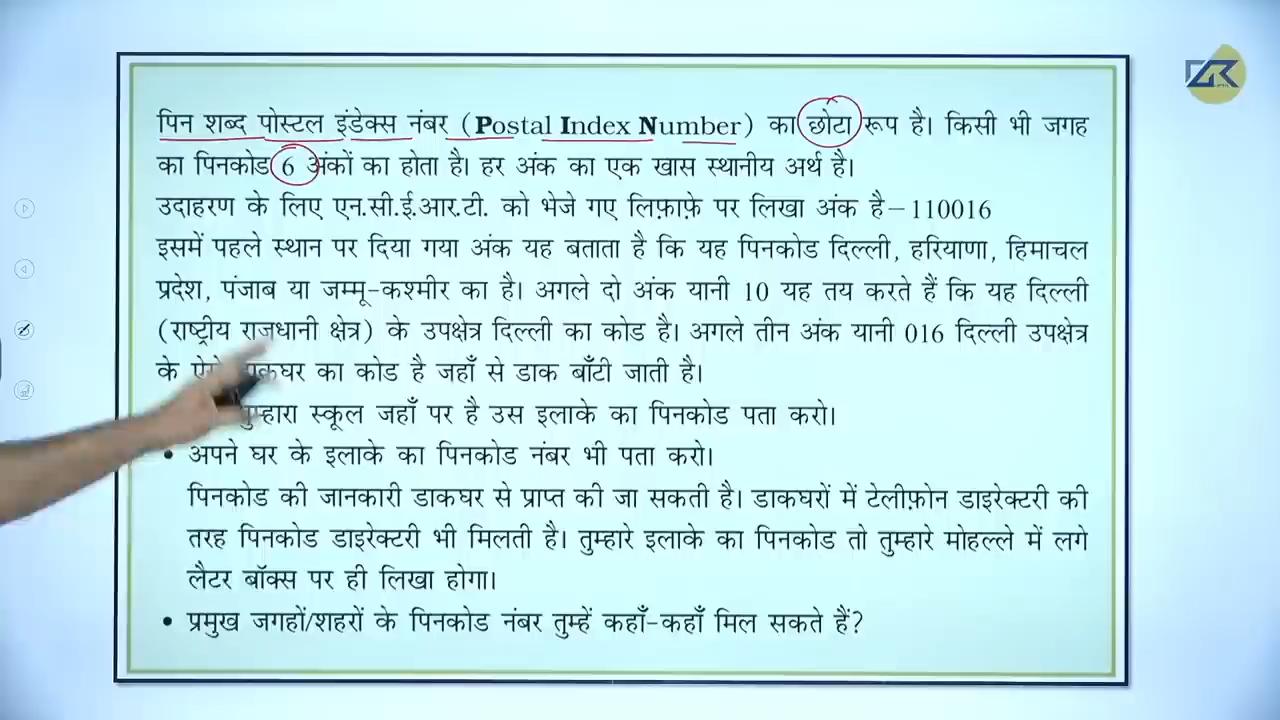 पिन शब्द पोस्टल इंडेक्स नंबर (Postal Index Number) का छोटा रूप है। किसी भी जगह
का पिनकोड 6 अंकों का होता है। हर अंक का एक खास स्थानीय अर्थ है।
उदाहरण के लिए एन.सी.ई.आर.टी. को भेजे गए लिफ़ाफ़े पर लिखा अंक है–110016
इसमें पहले स्थान पर दिया गया अंक यह बताता है कि यह पिनकोड दिल्ली, हरियाणा, हिमाचल
प्रदेश, पंजाब या जम्मू-कश्मीर का है। अगले दो अंक यानी 10 यह तय करते हैं कि यह दिल्ली
(राष्ट्रीय राजधानी क्षेत्र) के उपक्षेत्र दिल्ली का कोड है। अगले तीन अंक यानी 016 दिल्ली उपक्षेत्र
के का कोड है जहाँ से डाक बाँटी जाती है।
स्कूल जहाँ पर है उस इलाके का पिनकोड पता करो।
• अपने घर के इलाके का पिनकोड नंबर भी पता करो।
पिनकोड की जानकारी डाकघर से प्राप्त की जा सकती है। डाकघरों में टेलीफ़ोन डाइरेक्टरी की
तरह पिनकोड डाइरेक्टरी भी मिलती है। तुम्हारे इलाके का पिनकोड तो तुम्हारे मोहल्ले में लगे
लैटर बॉक्स पर ही लिखा होगा।
• प्रमुख जगहों/शहरों के पिनकोड नंबर तुम्हें कहाँ-कहाँ मिल सकते हैं?